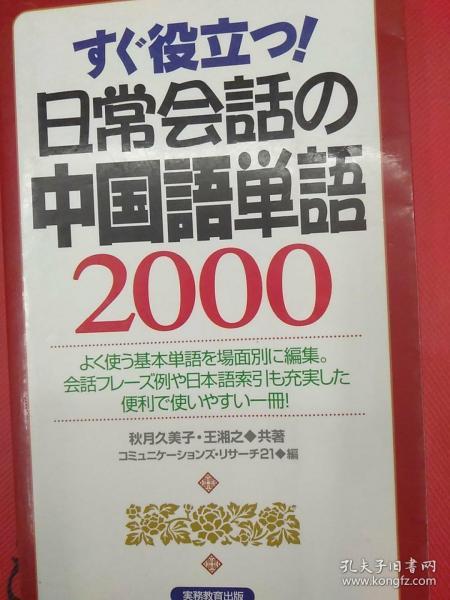 すぐ役立つ!
日常会話の
中国語単語
2000
よく使う基本単語を場面別に編集。
会話フレーズ例や日本語索引も充実した
便利で使いやすい一冊!
秋月久美子・王湘之◆共著
コミュニケーションズ・リサーチ21◆編
実務教育出版
孔夫子旧书网
www.kongfz.com